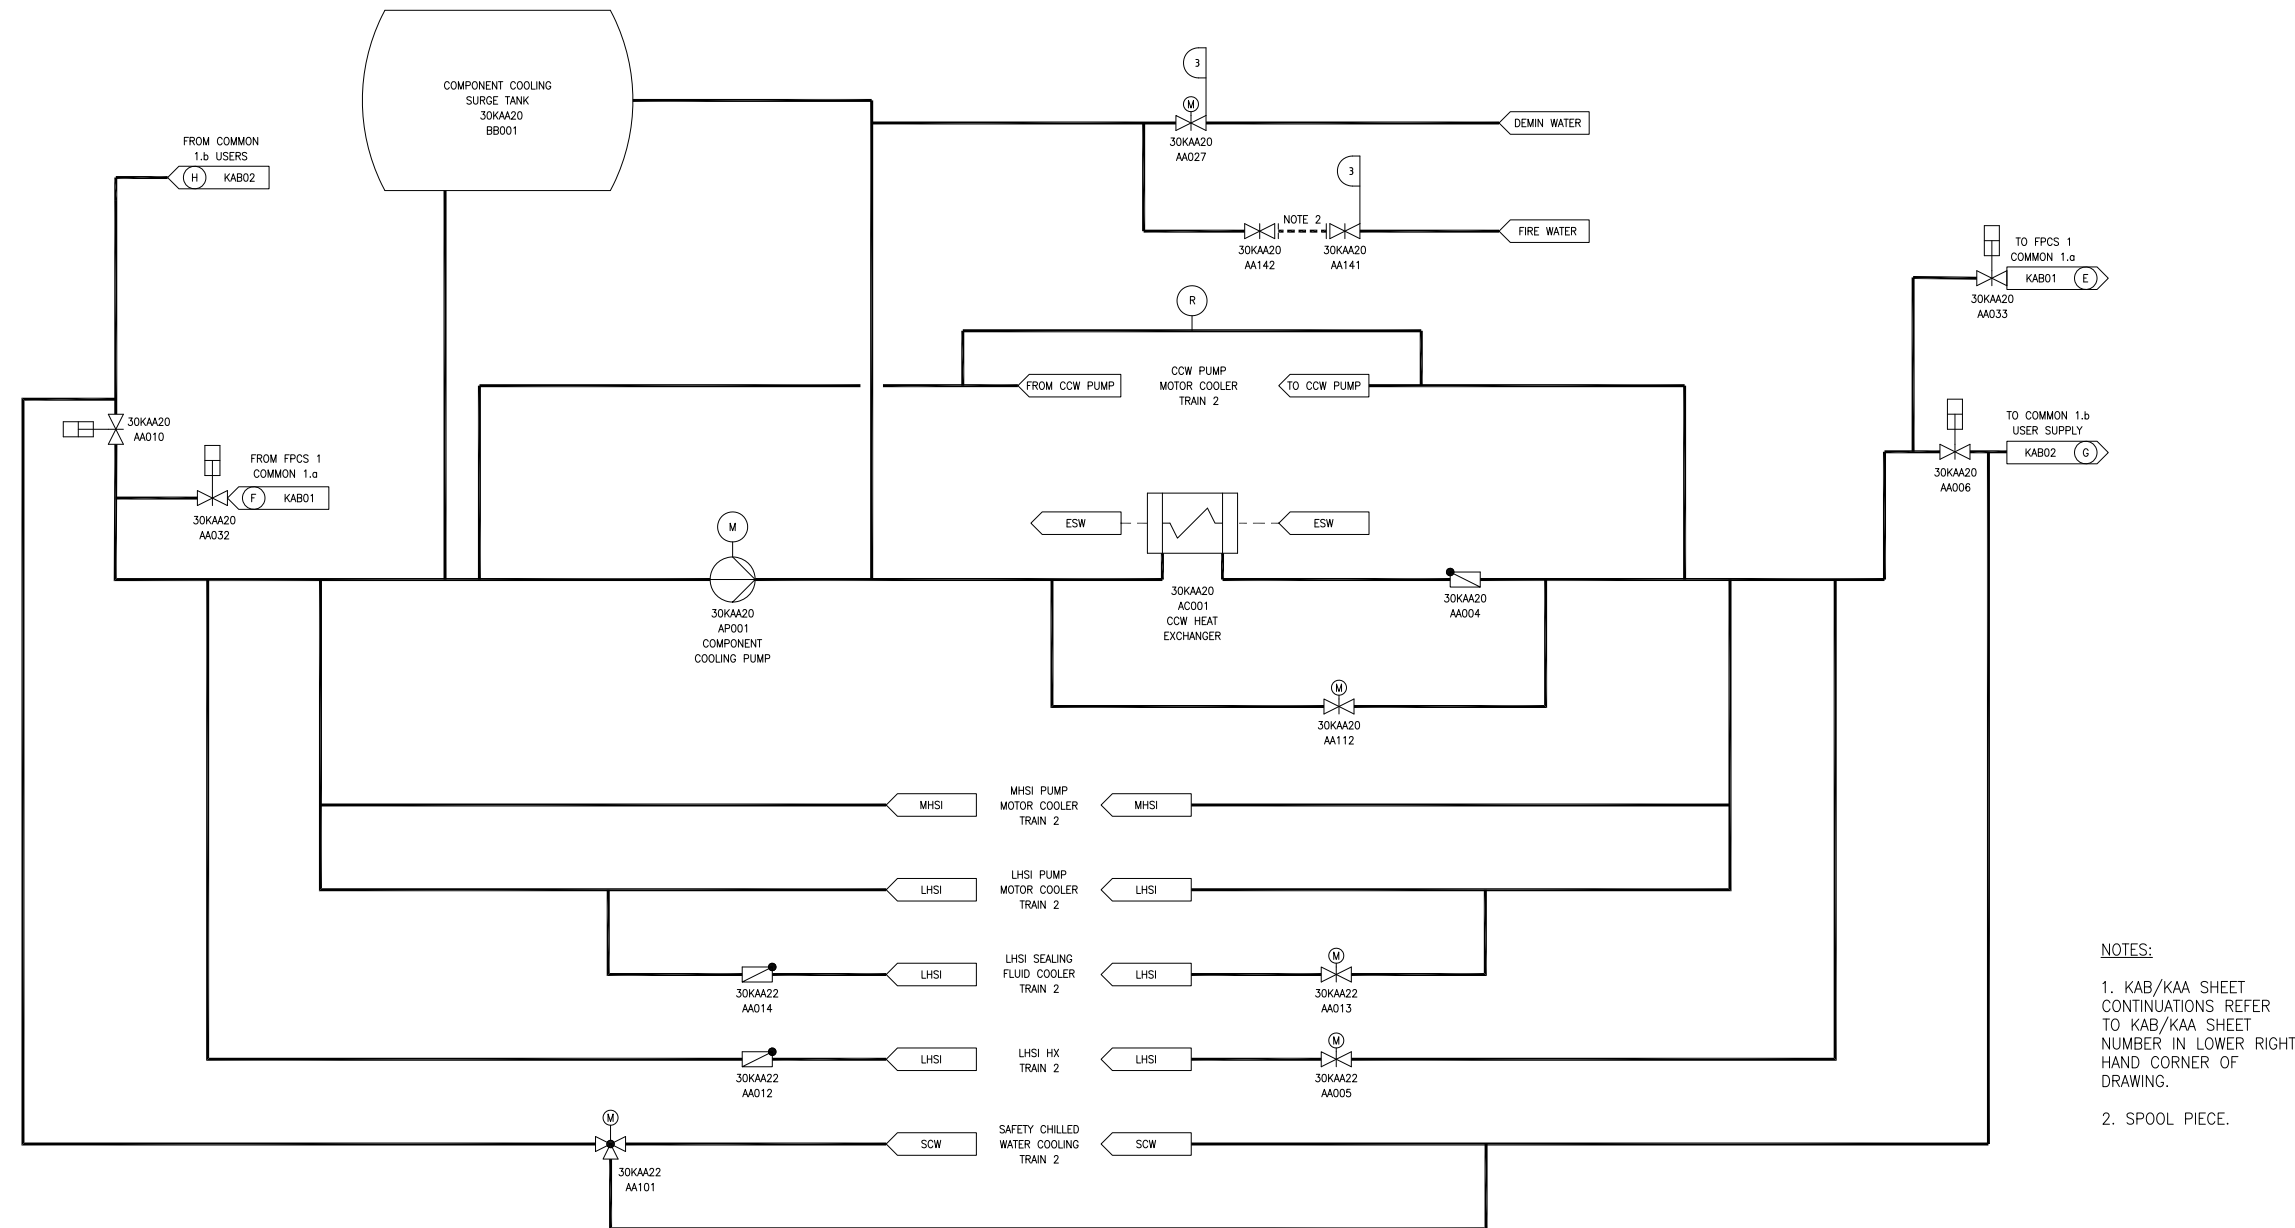 COMPONENT COOLING
SURGE TANK
30KAA20
BB001
3
M
DEMIN WATER
30KAA20
AA027
FROM COMMON
1.b USERS
H KAB02
3
NOTE 2
FIRE WATER
30KAA20
AA142
30KAA20
AA141
TO FPCS 1
COMMON 1.a
KAB01 E
30KAA20
AA033
R
FROM CCW PUMP
CCW PUMP
MOTOR COOLER
TRAIN 2
TO CCW PUMP
30KAA20
AA010
FROM FPCS 1
COMMON 1.a
F KAB01
30KAA20
AA032
TO COMMON 1.b
USER SUPPLY
KAB02 G
30KAA20
AA006
M
ESW
ESW
30KAA20
AP001
COMPONENT
COOLING PUMP
30KAA20
AC001
CCW HEAT
EXCHANGER
30KAA20
AA004
M
30KAA20
AA112
MHSI
MHSI PUMP
MOTOR COOLER
TRAIN 2
MHSI
LHSI
LHSI PUMP
MOTOR COOLER
TRAIN 2
LHSI
30KAA22
AA014
LHSI
LHSI SEALING
FLUID COOLER
TRAIN 2
LHSI
M
30KAA22
AA013
30KAA22
AA012
LHSI
LHSI HX
TRAIN 2
LHSI
M
30KAA22
AA005
M
30KAA22
AA101
SCW
SAFETY CHILLED
WATER COOLING
TRAIN 2
SCW
NOTES:
1. KAB/KAA SHEET
CONTINUATIONS REFER
TO KAB/KAA SHEET
NUMBER IN LOWER RIGHT
HAND CORNER OF
DRAWING.
2. SPOOL PIECE.